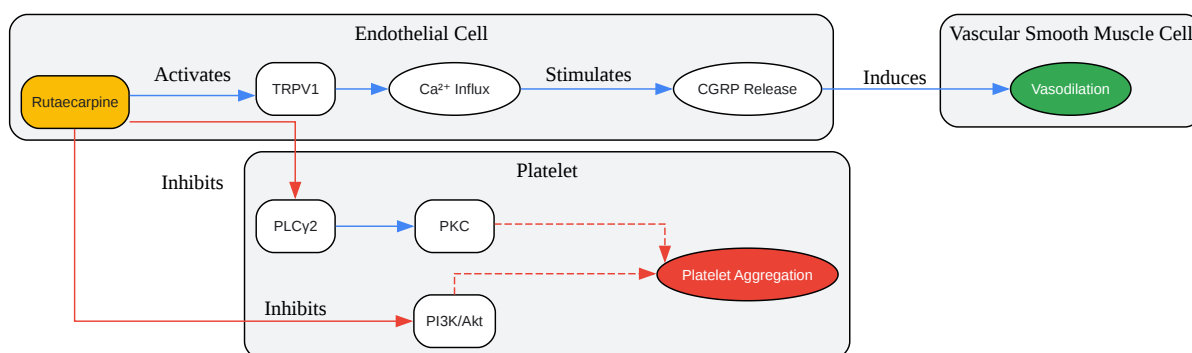 Endothelial Cell
Vascular Smooth Muscle Cell
Rutaecarpine
Activates
TRPV1
Ca²⁺ Influx
Stimulates
CGRP Release
Induces
Vasodilation
Inhibits
Platelet
PLCγ2
PKC
Platelet Aggregation
Inhibits
PI3K/Akt